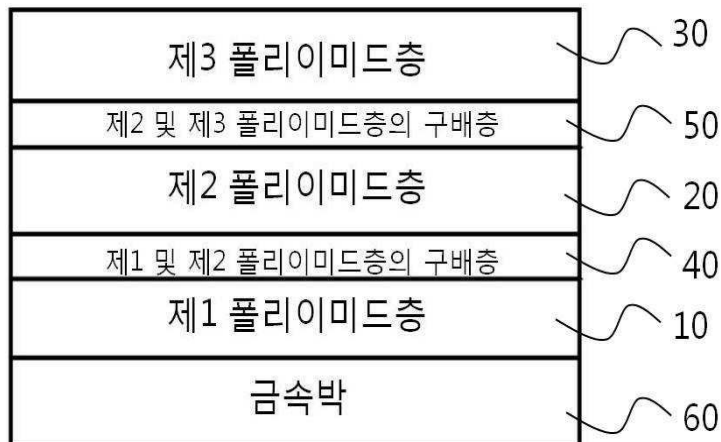 제3 폴리이미드층
30
제2 및 제3 폴리이미드층의 구배층
50
제2 폴리이미드층
20
제1 및 제2 폴리이미드층의 구배층
40
제1 폴리이미드층
10
금속박
60